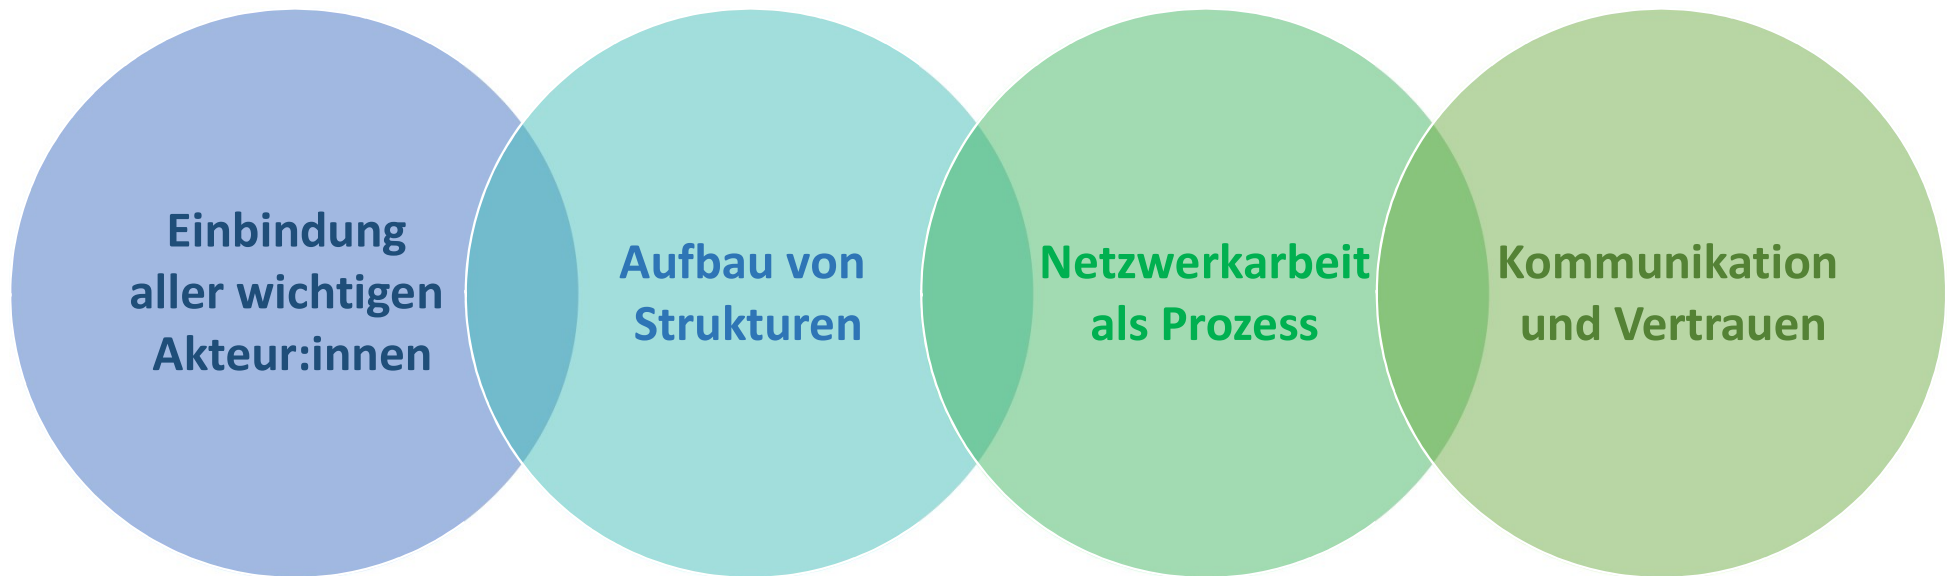 Einbindung
aller wichtigen
Akteur:innen
Aufbau von
Strukturen
Netzwerkarbeit
als Prozess
Kommunikation
und Vertrauen